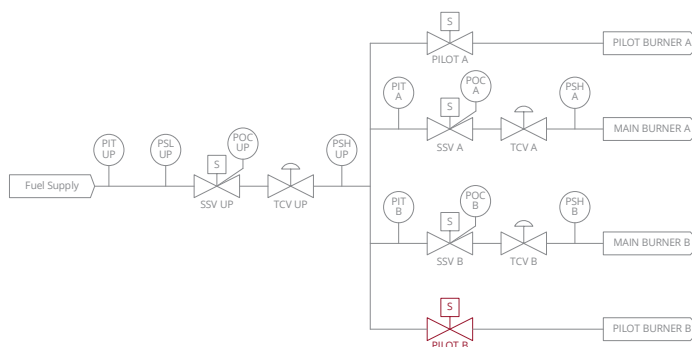 S
PILOT A
PILOT BURNER A
PIT
A
S
POC
A
SSV A
TCV A
PSH
A
MAIN BURNER A
Fuel Supply
PIT
UP
PSL
UP
S
POC
UP
SSV UP
TCV UP
PSH
UP
PIT
B
S
POC
B
SSV B
TCV B
PSH
B
MAIN BURNER B
S
PILOT B
PILOT BURNER B